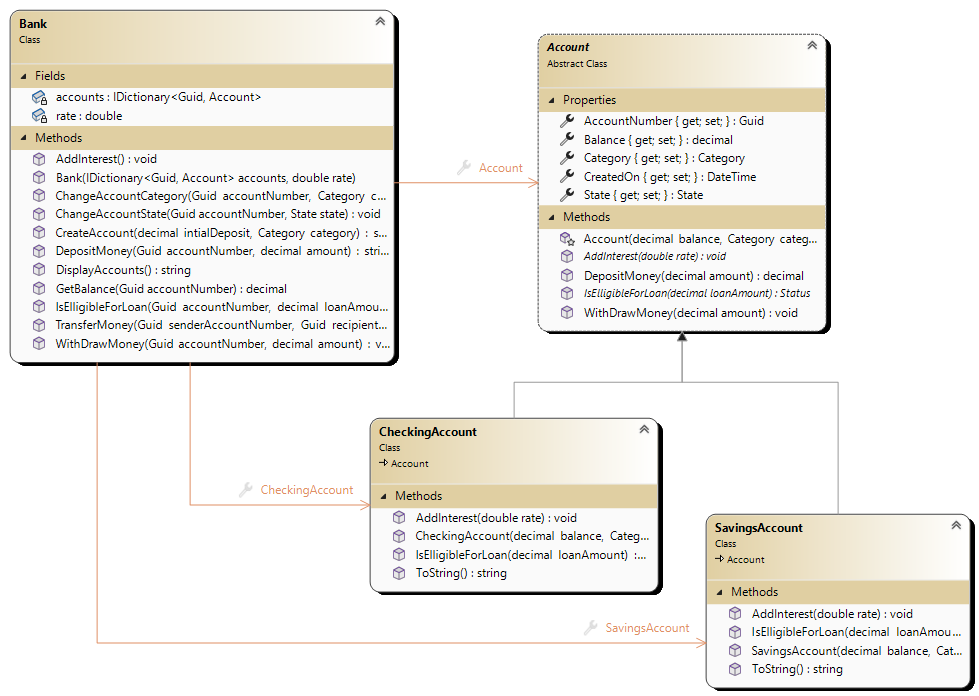 Bank
Class
Fields
accounts : IDictionary<Guid, Account>
rate : double
Methods
AddInterest() : void
Bank(IDictionary<Guid, Account> accounts, double rate)
ChangeAccountCategory(Guid accountNumber, Category c...
ChangeAccountState(Guid accountNumber, State state) : void
CreateAccount(decimal intialDeposit, Category category) : s...
DepositMoney(Guid accountNumber, decimal amount) : stri...
DisplayAccounts() : string
GetBalance(Guid accountNumber) : decimal
IsElligibleForLoan(Guid accountNumber, decimal loanAmou...
TransferMoney(Guid senderAccountNumber, Guid recipient...
WithDrawMoney(Guid accountNumber, decimal amount) : v...
Account
Account
Abstract Class
Properties
AccountNumber { get; set; } : Guid
Balance { get; set; } : decimal
Category { get; set; } : Category
CreatedOn { get; set; } : DateTime
State { get; set; } : State
Methods
Account(decimal balance, Category categ...
AddInterest(double rate) : void
DepositMoney(decimal amount) : decimal
IsElligibleForLoan(decimal loanAmount) : Status
WithDrawMoney(decimal amount) : void
CheckingAccount
CheckingAccount
Class
Account
Methods
AddInterest(double rate) : void
CheckingAccount(decimal balance, Categ...
IsElligibleForLoan(decimal loanAmount) :...
ToString() : string
SavingsAccount
SavingsAccount
Class
Account
Methods
AddInterest(double rate) : void
IsElligibleForLoan(decimal loanAmou...
SavingsAccount(decimal balance, Cat...
ToString() : string